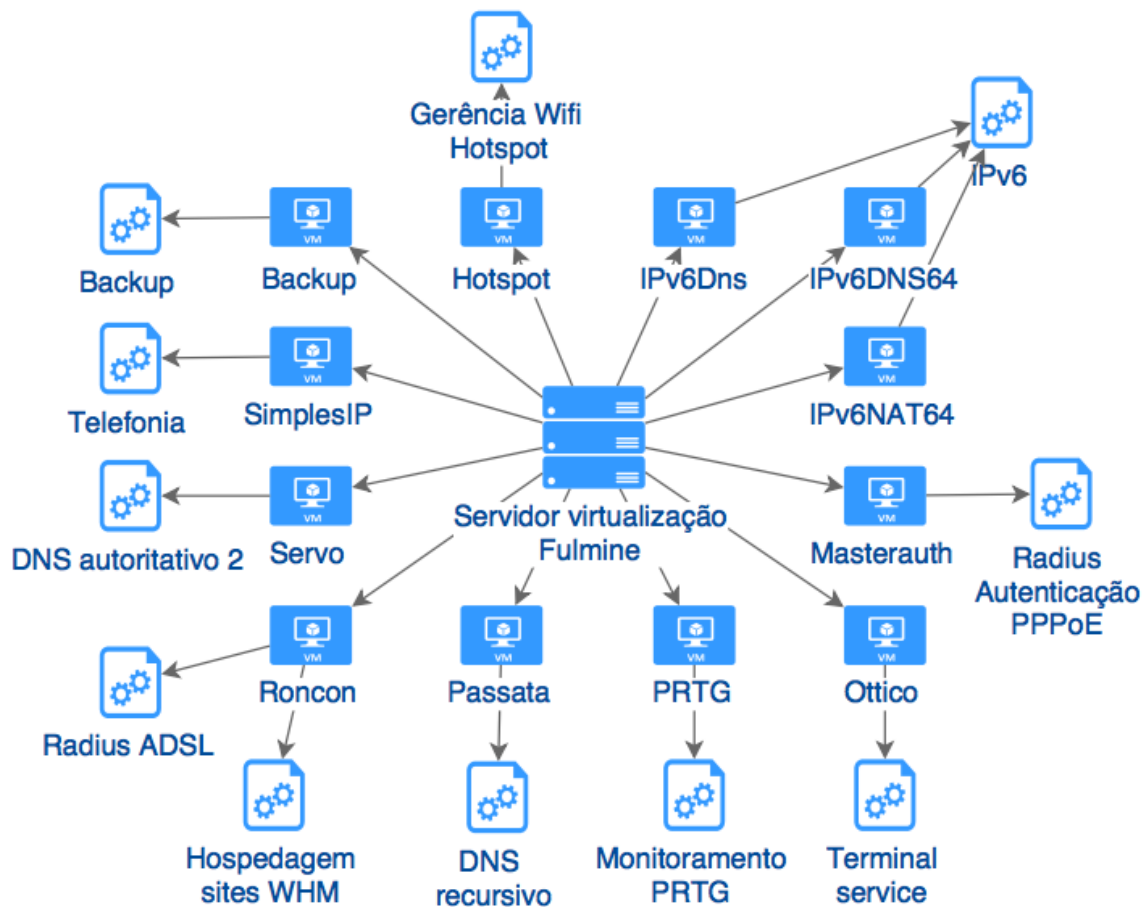 Gerência Wifi
Hotspot
IPv6
VM
VM
VM
VM
Backup
Backup
Hotspot
IPv6Dns
IPv6DNS64
VM
VM
Telefonia
SimplesIP
IPv6NAT64
VM
VM
Servidor virtualização
Fulmine
DNS autoritativo 2
Servo
Masterauth
Radius
Autenticação
PPPoE
VM
VM
VM
VM
Roncon
Passata
PRTG
Ottico
Radius ADSL
Hospedagem
sites WHM
DNS
recursivo
Monitoramento
PRTG
Terminal
service